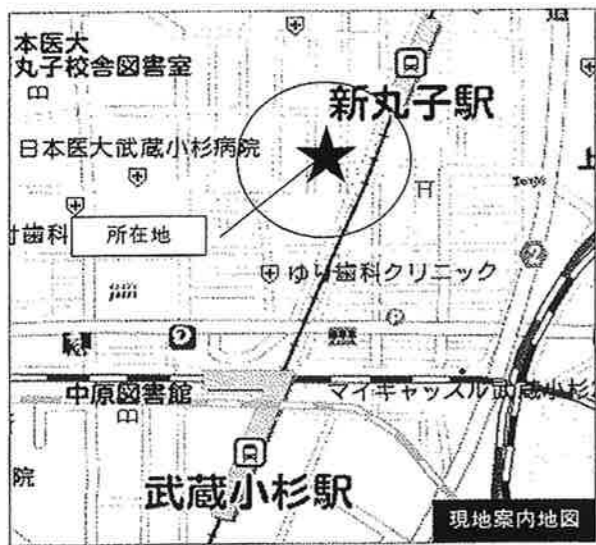 本医大
丸子校舎図書室
新丸子駅
日本医大武蔵小杉病院
上
歯科
所在地
ゆり歯科クリニック
中原図書館
マイキャッスル武蔵小杉
院
武蔵小杉駅
現地案内地図